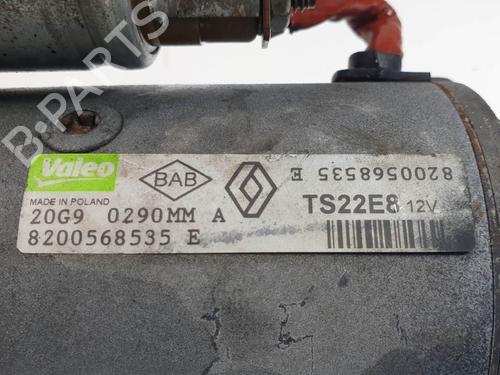 Valeo
BAB
MADE IN POLAND
20G9 0290MM A
8200568535 E
8200568535 E
TS22E8 12V
B-PARTS